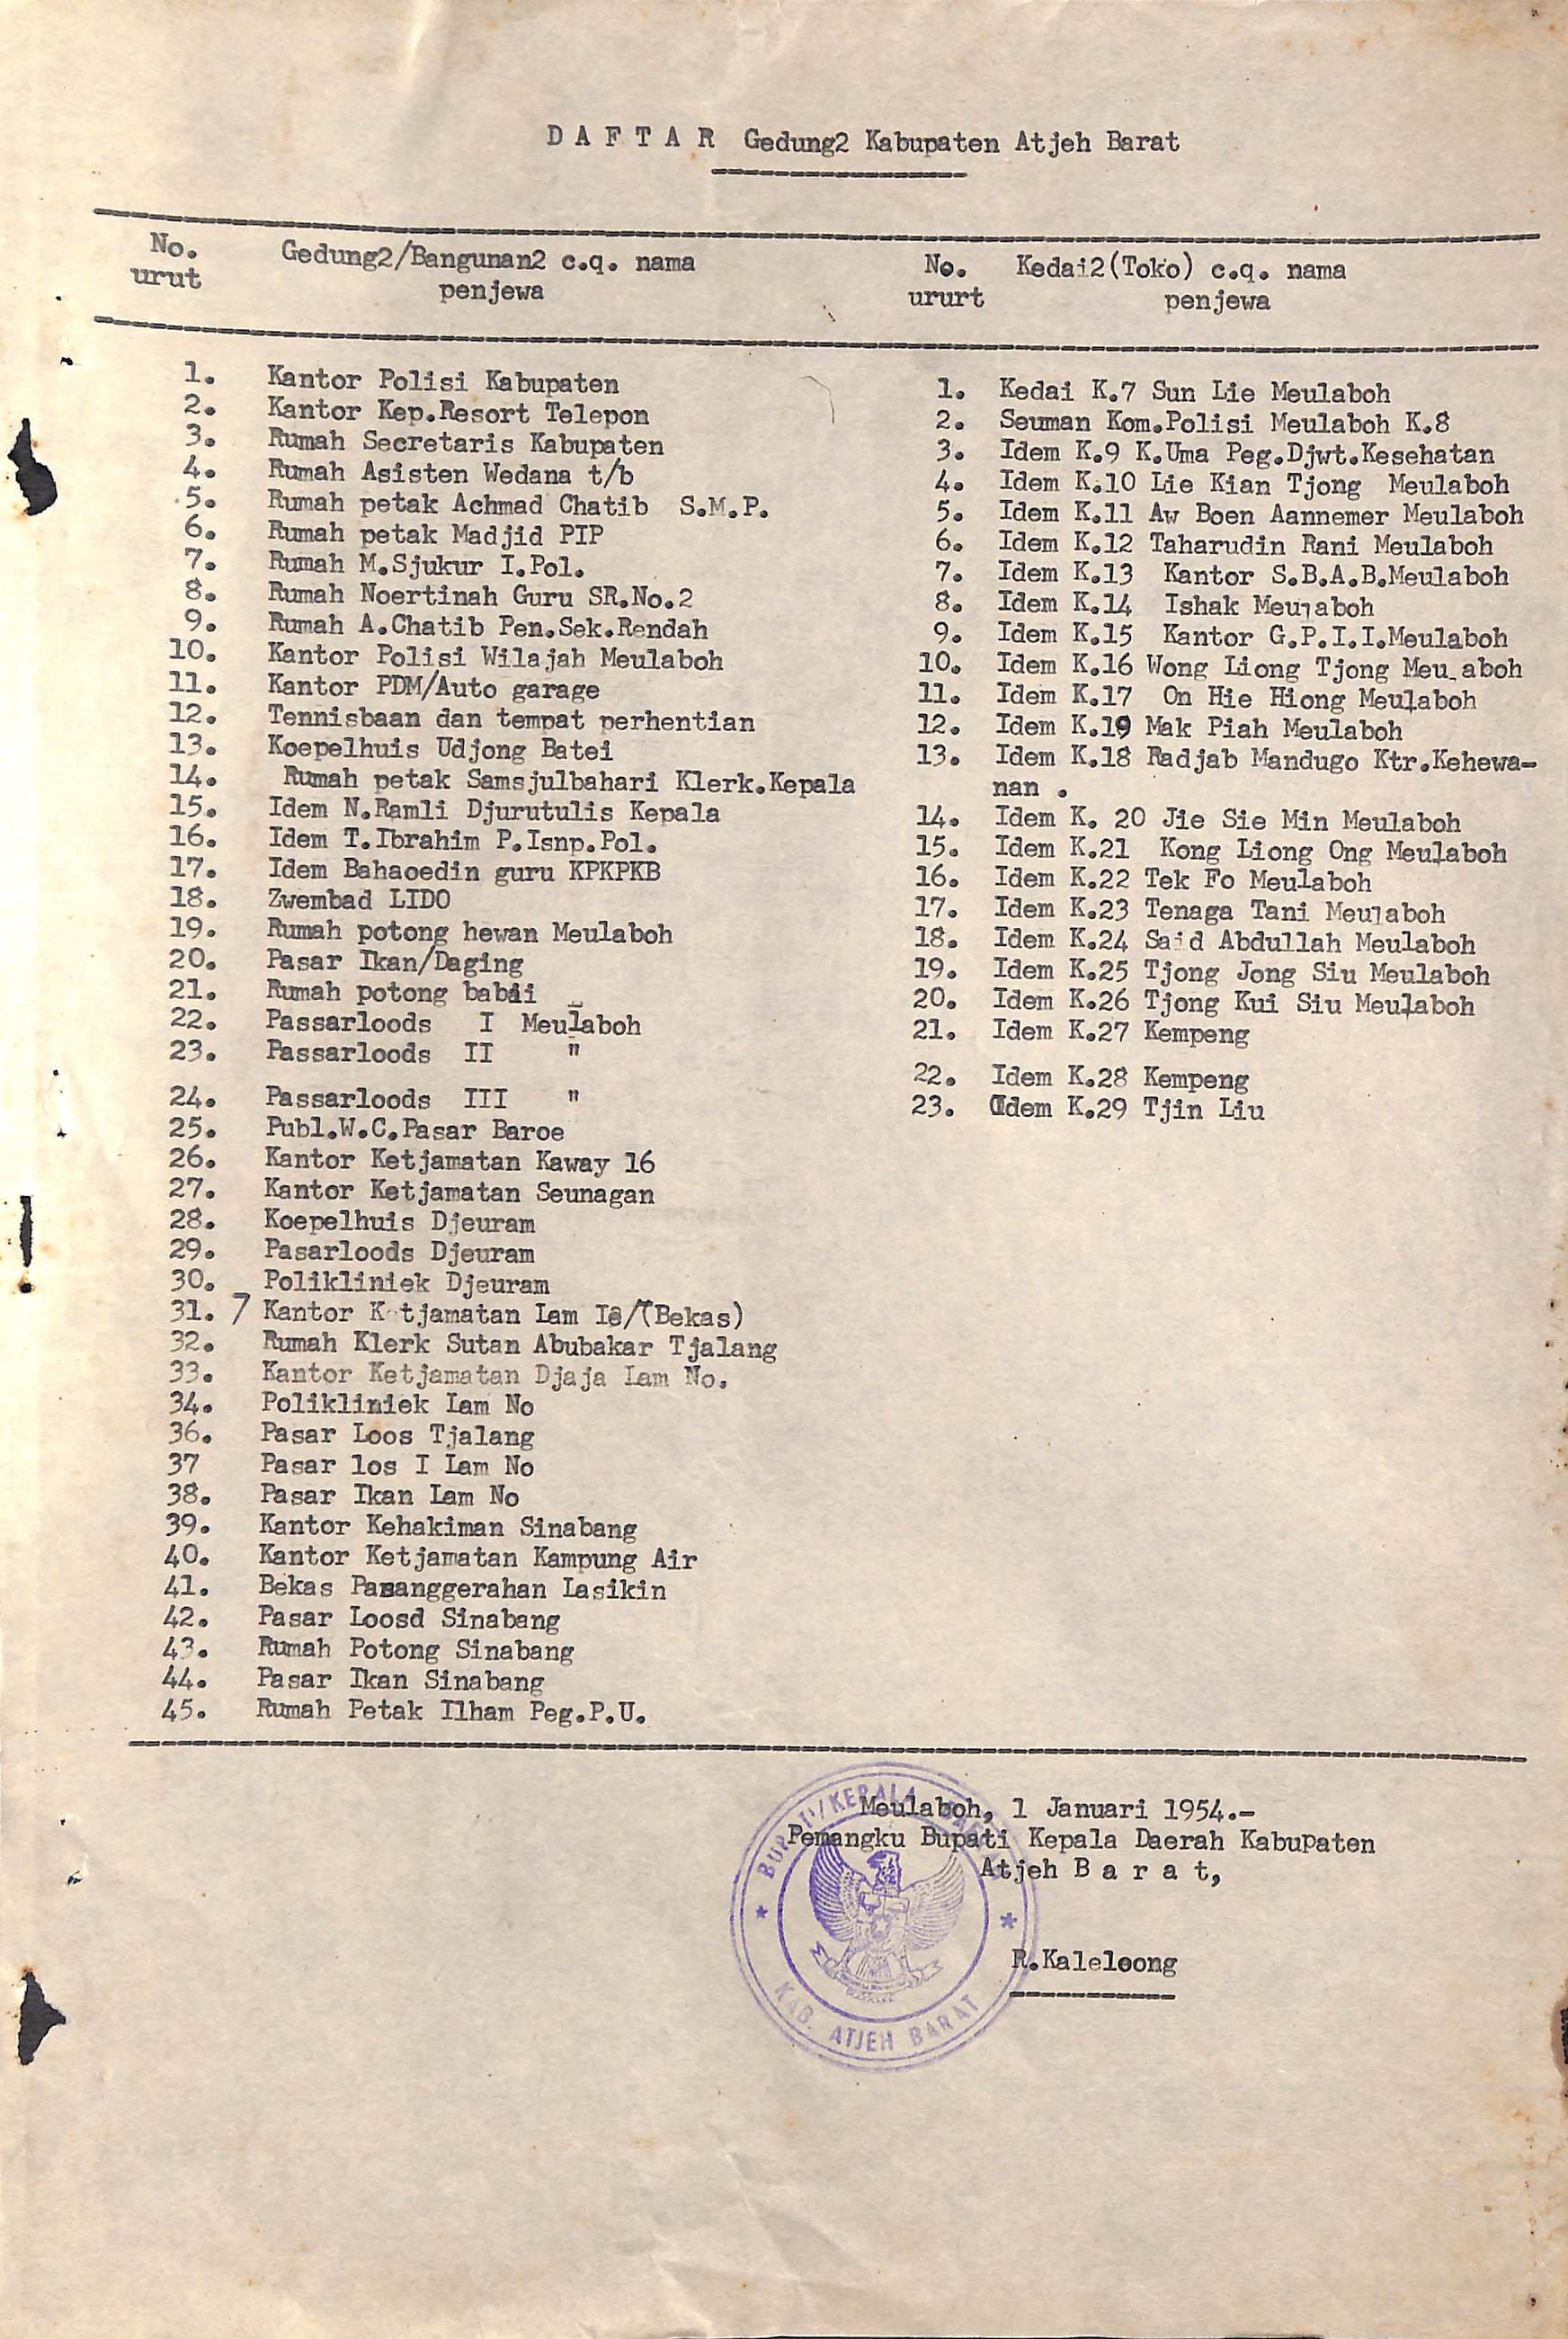 D A F T A R Gedung2 Kabupaten Atjeh Barat
No. urut
Gedung2/Bangunan2 c.q. nama penjewa
1. Kantor Polisi Kabupaten
2. Kantor Kep.Resort Telepon
3. Rumah Secretaris Kabupaten
4. Rumah Asisten Wedana t/b
5. Rumah petak Achmad Chatib S.M.P.
6. Rumah petak Madjid PIP
7. Rumah M.Sjukur I.Pol.
8. Rumah Noertinah Guru SR.No.2
9. Rumah A.Chatib Pen.Sek.Rendah
10. Kantor Polisi Wilajah Meulaboh
11. Kantor PDM/Auto garage
12. Tennisbaan dan tempat perhentian
13. Koepelhuis Udjong Batei
14. Rumah petak Samsjulbahari Klerk.Kepala
15. Idem N.Ramli Djurutulis Kepala
16. Idem T.Ibrahim P.Isnp.Pol.
17. Idem Bahaoedin guru KPKPKB
18. Zwembad LIDO
19. Rumah potong hewan Meulaboh
20. Pasar Ikan/Daging
21. Rumah potong babii
22. Passarloods I Meulaboh
23. Passarloods II "
24. Passarloods III "
25. Publ.W.C.Pasar Baroe
26. Kantor Ketjamatan Kaway 16
27. Kantor Ketjamatan Seunagan
28. Koepelhuis Djeuram
29. Pasarloods Djeuram
30. Polikliniek Djeuram
31. 7 Kantor Ketjamatan Lam Ië/(Bekas)
32. Rumah Klerk Sutan Abubakar Tjalang
33. Kantor Ketjamatan Djaja Lam No.
34. Polikliniek Lam No
36. Pasar Loos Tjalang
37 Pasar los I Lam No
38. Pasar Ikan Lam No
39. Kantor Kehakiman Sinabang
40. Kantor Ketjamatan Kampung Air
41. Bekas Pasanggerahan Lasikin
42. Pasar Loosd Sinabang
43. Rumah Potong Sinabang
44. Pasar Ikan Sinabang
45. Rumah Petak Ilham Peg.P.U.
No. ururt
Kedai2(Toko) c.q. nama penjewa
1. Kedai K.7 Sun Lie Meulaboh
2. Seuman Kom.Polisi Meulaboh K.8
3. Idem K.9 K.Uma Peg.Djwt.Kesehatan
4. Idem K.10 Lie Kian Tjong Meulaboh
5. Idem K.11 Aw Boen Aannemer Meulaboh
6. Idem K.12 Taharudin Rani Meulaboh
7. Idem K.13 Kantor S.B.A.B.Meulaboh
8. Idem K.14 Ishak Meulaboh
9. Idem K.15 Kantor G.P.I.I.Meulaboh
10. Idem K.16 Wong Liong Tjong Meulaboh
11. Idem K.17 On Hie Hiong Meulaboh
12. Idem K.19 Mak Piah Meulaboh
13. Idem K.18 Radjab Mandugo Ktr.Kehewa-
nan .
14. Idem K. 20 Jie Sie Min Meulaboh
15. Idem K.21 Kong Liong Ong Meulaboh
16. Idem K.22 Tek Fo Meulaboh
17. Idem K.23 Tenaga Tani Meulaboh
18. Idem K.24 Said Abdullah Meulaboh
19. Idem K.25 Tjong Jong Siu Meulaboh
20. Idem K.26 Tjong Kui Siu Meulaboh
21. Idem K.27 Kempeng
22. Idem K.28 Kempeng
23. Idem K.29 Tjin Liu
Meulaboh, 1 Januari 1954.-
Pemangku Bupati Kepala Daerah Kabupaten
Atjeh B a r a t,
R.Kaleloong
BUPATI/KEPALA DAERAH
KAB. ATJEH BARAT